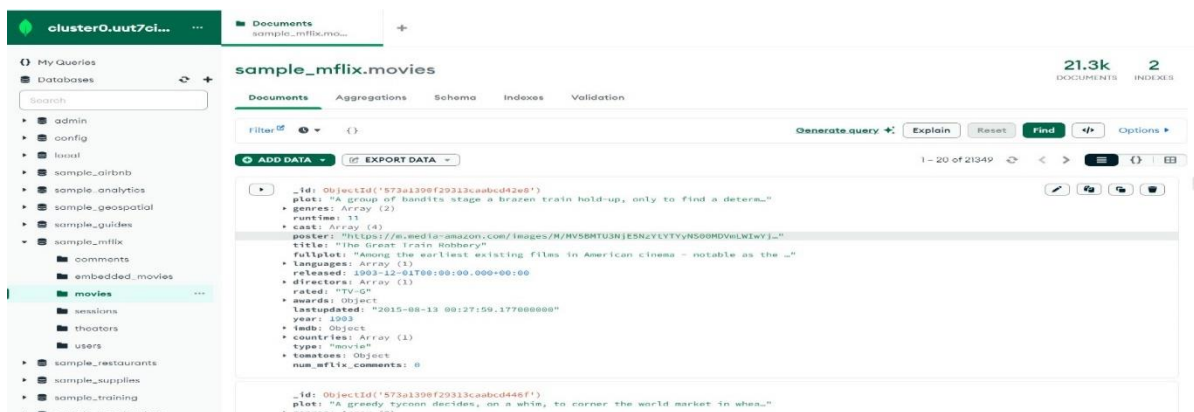 cluster0.uut7ci... ...
Documents
sample_mflix.mo...
+
{} My Queries
Databases
Search
admin
config
local
sample_airbnb
sample_analytics
sample_geospatial
sample_guides
sample_mflix
comments
embedded_movies
movies ...
sessions
theaters
users
sample_restaurants
sample_supplies
sample_training
sample_mflix.movies
21.3k 2
DOCUMENTS INDEXES
Documents Aggregations Schema Indexes Validation
Filter {} Generate query Explain Reset Find </> Options
ADD DATA EXPORT DATA 1 – 20 of 21349 {}
_id: ObjectId('573a1390f29313caabcd42e8')
plot: "A group of bandits stage a brazen train hold-up, only to find a determ…"
genres: Array (2)
runtime: 11
cast: Array (4)
poster: "https://m.media-amazon.com/images/M/MV5BMTU3NjE5NzYtYTYyNS00MDVmLWIwYj…"
title: "The Great Train Robbery"
fullplot: "Among the earliest existing films in American cinema - notable as the …"
languages: Array (1)
released: 1903-12-01T00:00:00.000+00:00
directors: Array (1)
rated: "TV-G"
awards: Object
lastupdated: "2015-08-13 00:27:59.177000000"
year: 1903
imdb: Object
countries: Array (1)
type: "movie"
tomatoes: Object
num_mflix_comments: 0
_id: ObjectId('573a1390f29313caabcd446f')
plot: "A greedy tycoon decides, on a whim, to corner the world market in whea…"